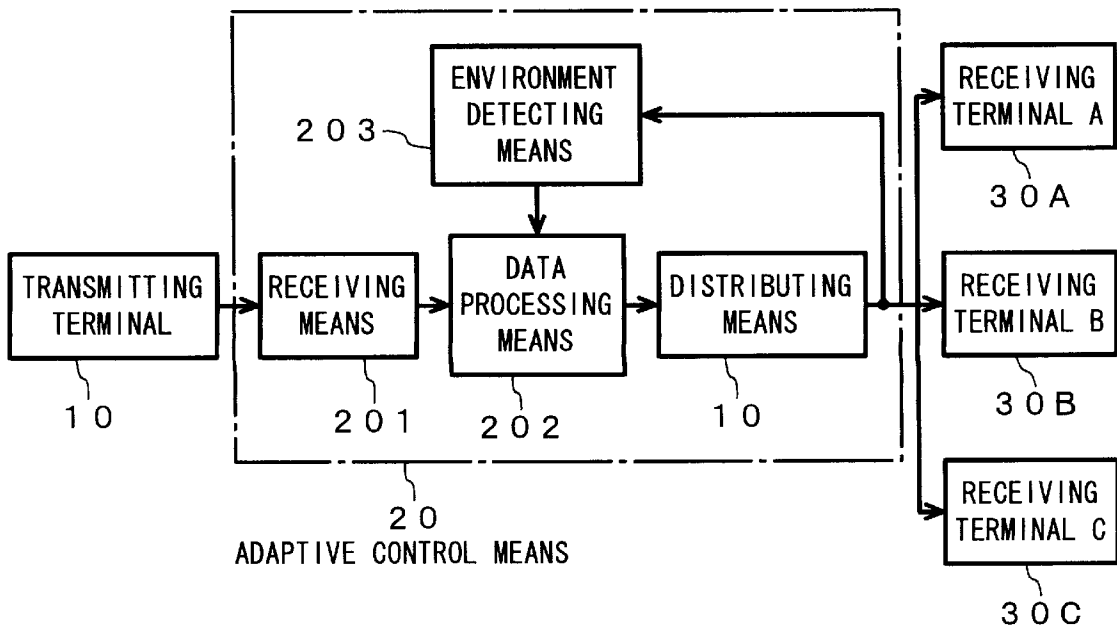 ENVIRONMENT
DETECTING
MEANS
203
RECEIVING
TERMINAL A
30A
TRANSMITTING
TERMINAL
10
RECEIVING
MEANS
201
DATA
PROCESSING
MEANS
202
DISTRIBUTING
MEANS
10
RECEIVING
TERMINAL B
30B
20
ADAPTIVE CONTROL MEANS
RECEIVING
TERMINAL C
30C